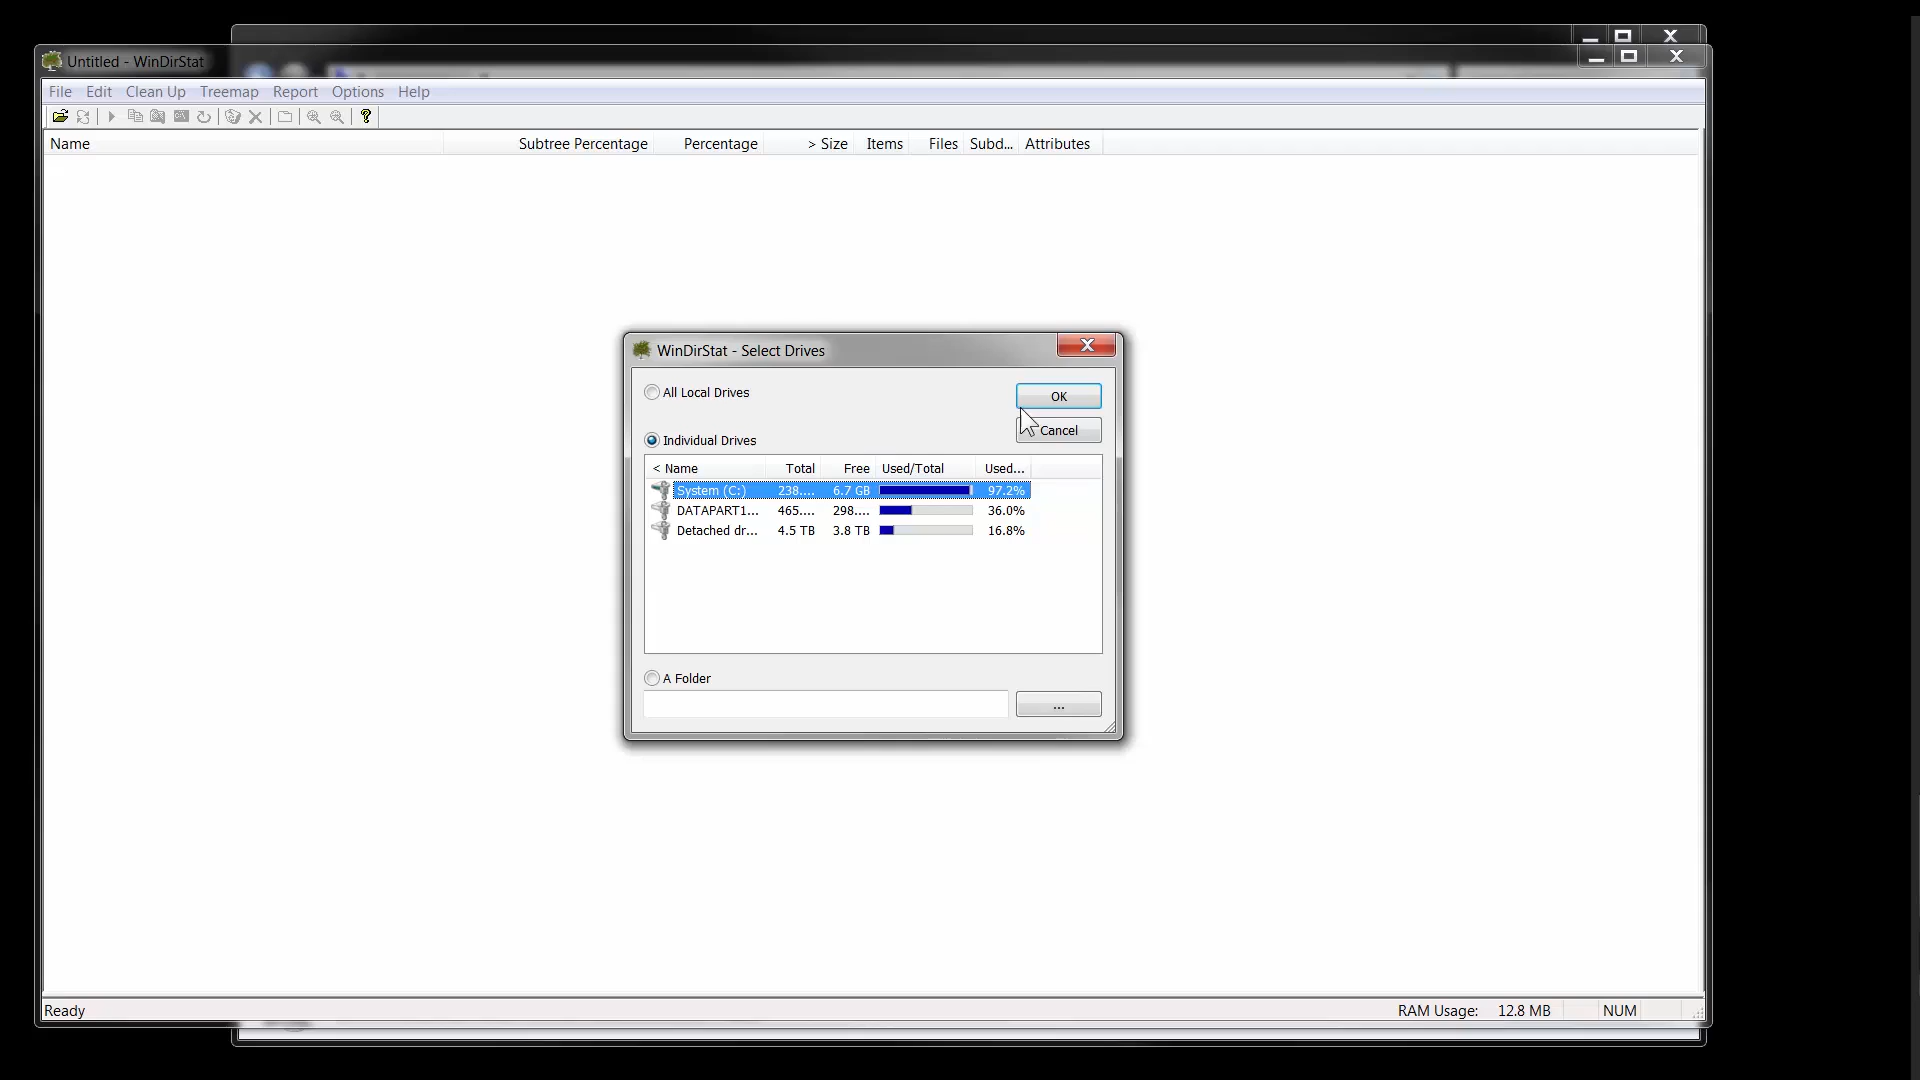 Untitled - WinDirStat
File Edit Clean Up Treemap Report Options Help
Name Subtree Percentage Percentage > Size Items Files Subd... Attributes
WinDirStat - Select Drives
All Local Drives
OK
Cancel
Individual Drives
< Name Total Free Used/Total Used...
System (C:) 238.... 6.7 GB 97.2%
DATAPART1... 465.... 298.... 36.0%
Detached dr... 4.5 TB 3.8 TB 16.8%
A Folder
...
Ready RAM Usage: 12.8 MB NUM